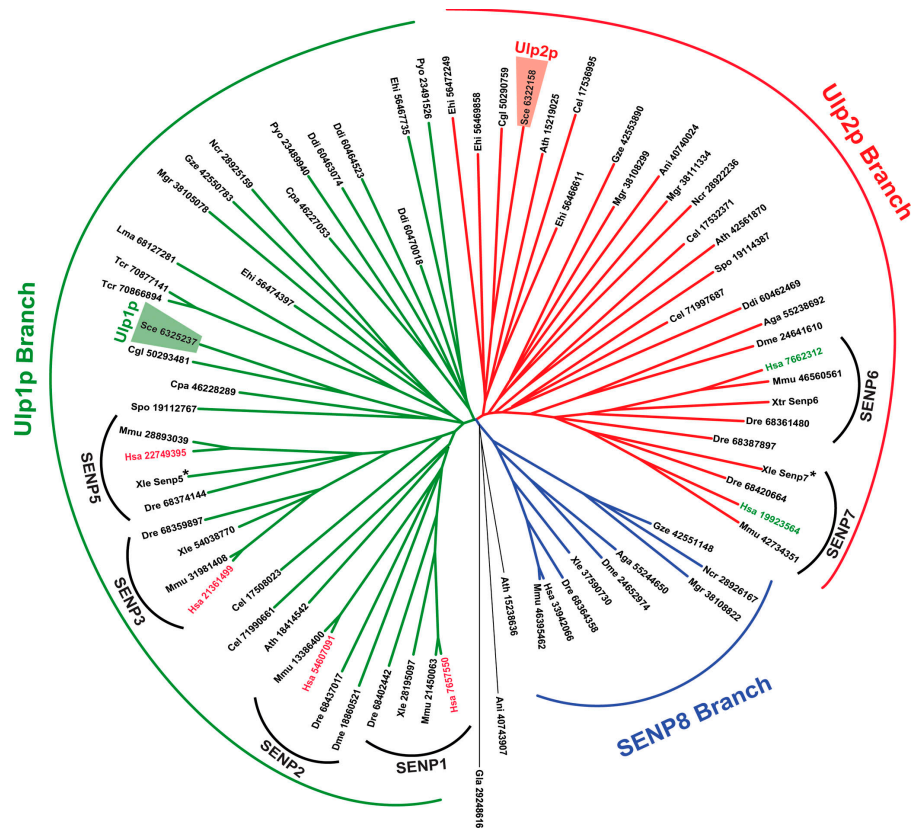 Ulp2p Branch
Ulp1p Branch
SENP8 Branch
Ulp2p
Ulp1p
SENP6
SENP7
SENP5
SENP3
SENP2
SENP1
Ehi 56472249
Ehi 56469858
Cgl 50290759
Sce 6322158
Ath 15219025
Cel 17536995
Ehi 56466611
Gze 42553890
Mgr 38108299
Ani 40740024
Mgr 38111334
Ncr 28922236
Cel 17532371
Ath 42561870
Spo 19114387
Cel 71997687
Ddi 60462469
Aga 55238692
Dme 24641610
Hsa 7662312
Mmu 46560561
Xtr Senp6
Dre 68361480
Dre 68387897
Xle Senp7*
Dre 68420664
Hsa 19923564
Mmu 42734351
Gze 42551148
Ncr 28926167
Mgr 38108822
Aga 55244650
Dme 24652974
Xle 37590730
Dre 68364358
Hsa 33942066
Mmu 46395462
Ath 15238636
Ani 40743907
Gla 29248616
Hsa 7657550
Mmu 21450063
Xle 28195097
Dre 68402442
Dme 18860521
Dre 68437017
Hsa 54607091
Mmu 13386400
Ath 18414542
Cel 71990661
Cel 17508023
Hsa 21361499
Mmu 31981408
Xle 54038770
Dre 68359897
Dre 68374144
Xle Senp5*
Hsa 22749395
Mmu 28893039
Spo 19112767
Cpa 46228289
Cgl 50293481
Sce 6325237
Tcr 70866894
Tcr 70877141
Lma 68127281
Ehi 56474397
Mgr 38105078
Gze 42550783
Ncr 28925159
Cpa 46227053
Pyo 23489940
Ddi 60463074
Ddi 60464523
Ddi 60470018
Ehi 56467735
Pyo 23491526